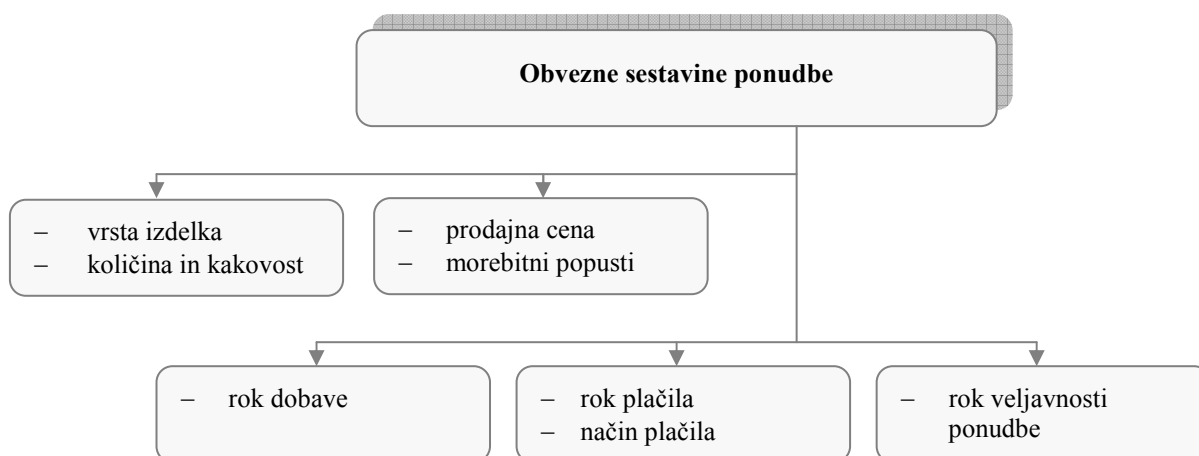 Obvezne sestavine ponudbe
– vrsta izdelka
– količina in kakovost
– prodajna cena
– morebitni popusti
– rok dobave
– rok plačila
– način plačila
– rok veljavnosti
ponudbe